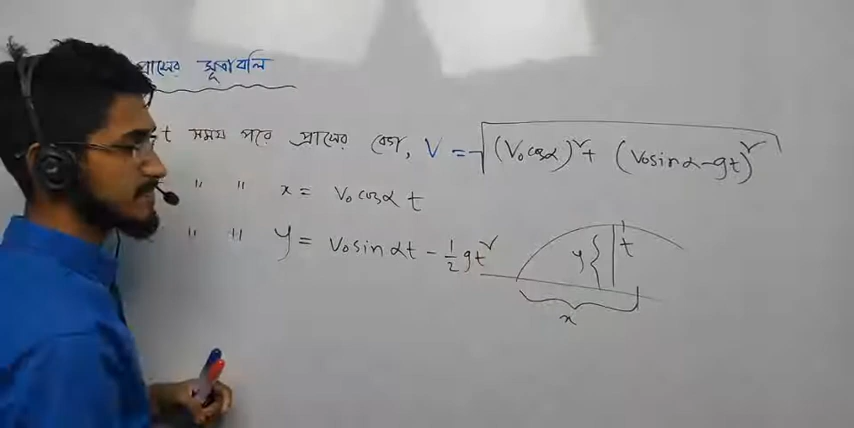 প্রাসের সূত্রাবলি
t সময় পরে প্রাসের বেগ, V = √(V₀cosα)² + (V₀sinα-gt)²
" " x = V₀cosα t
" " y = V₀sinαt - ½gt²
y t
x